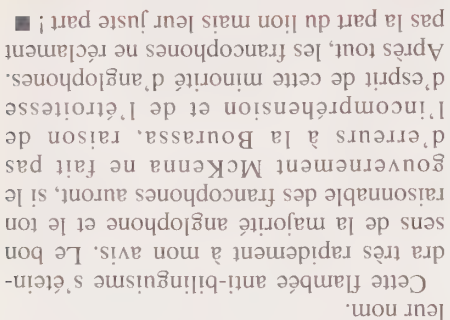 leur nom.
Cette flambée anti-bilinguisme s'étein-
dra très rapidement à mon avis. Le bon
sens de la majorité anglophone et le ton
raisonnable des francophones auront, si le
gouvernement McKenna ne fait pas
d'erreurs à la Bourassa, raison de
l'incompréhension et de l'étroitesse
d'esprit de cette minorité d'anglophones.
Après tout, les francophones ne réclament
pas la part du lion mais leur juste part ! ■